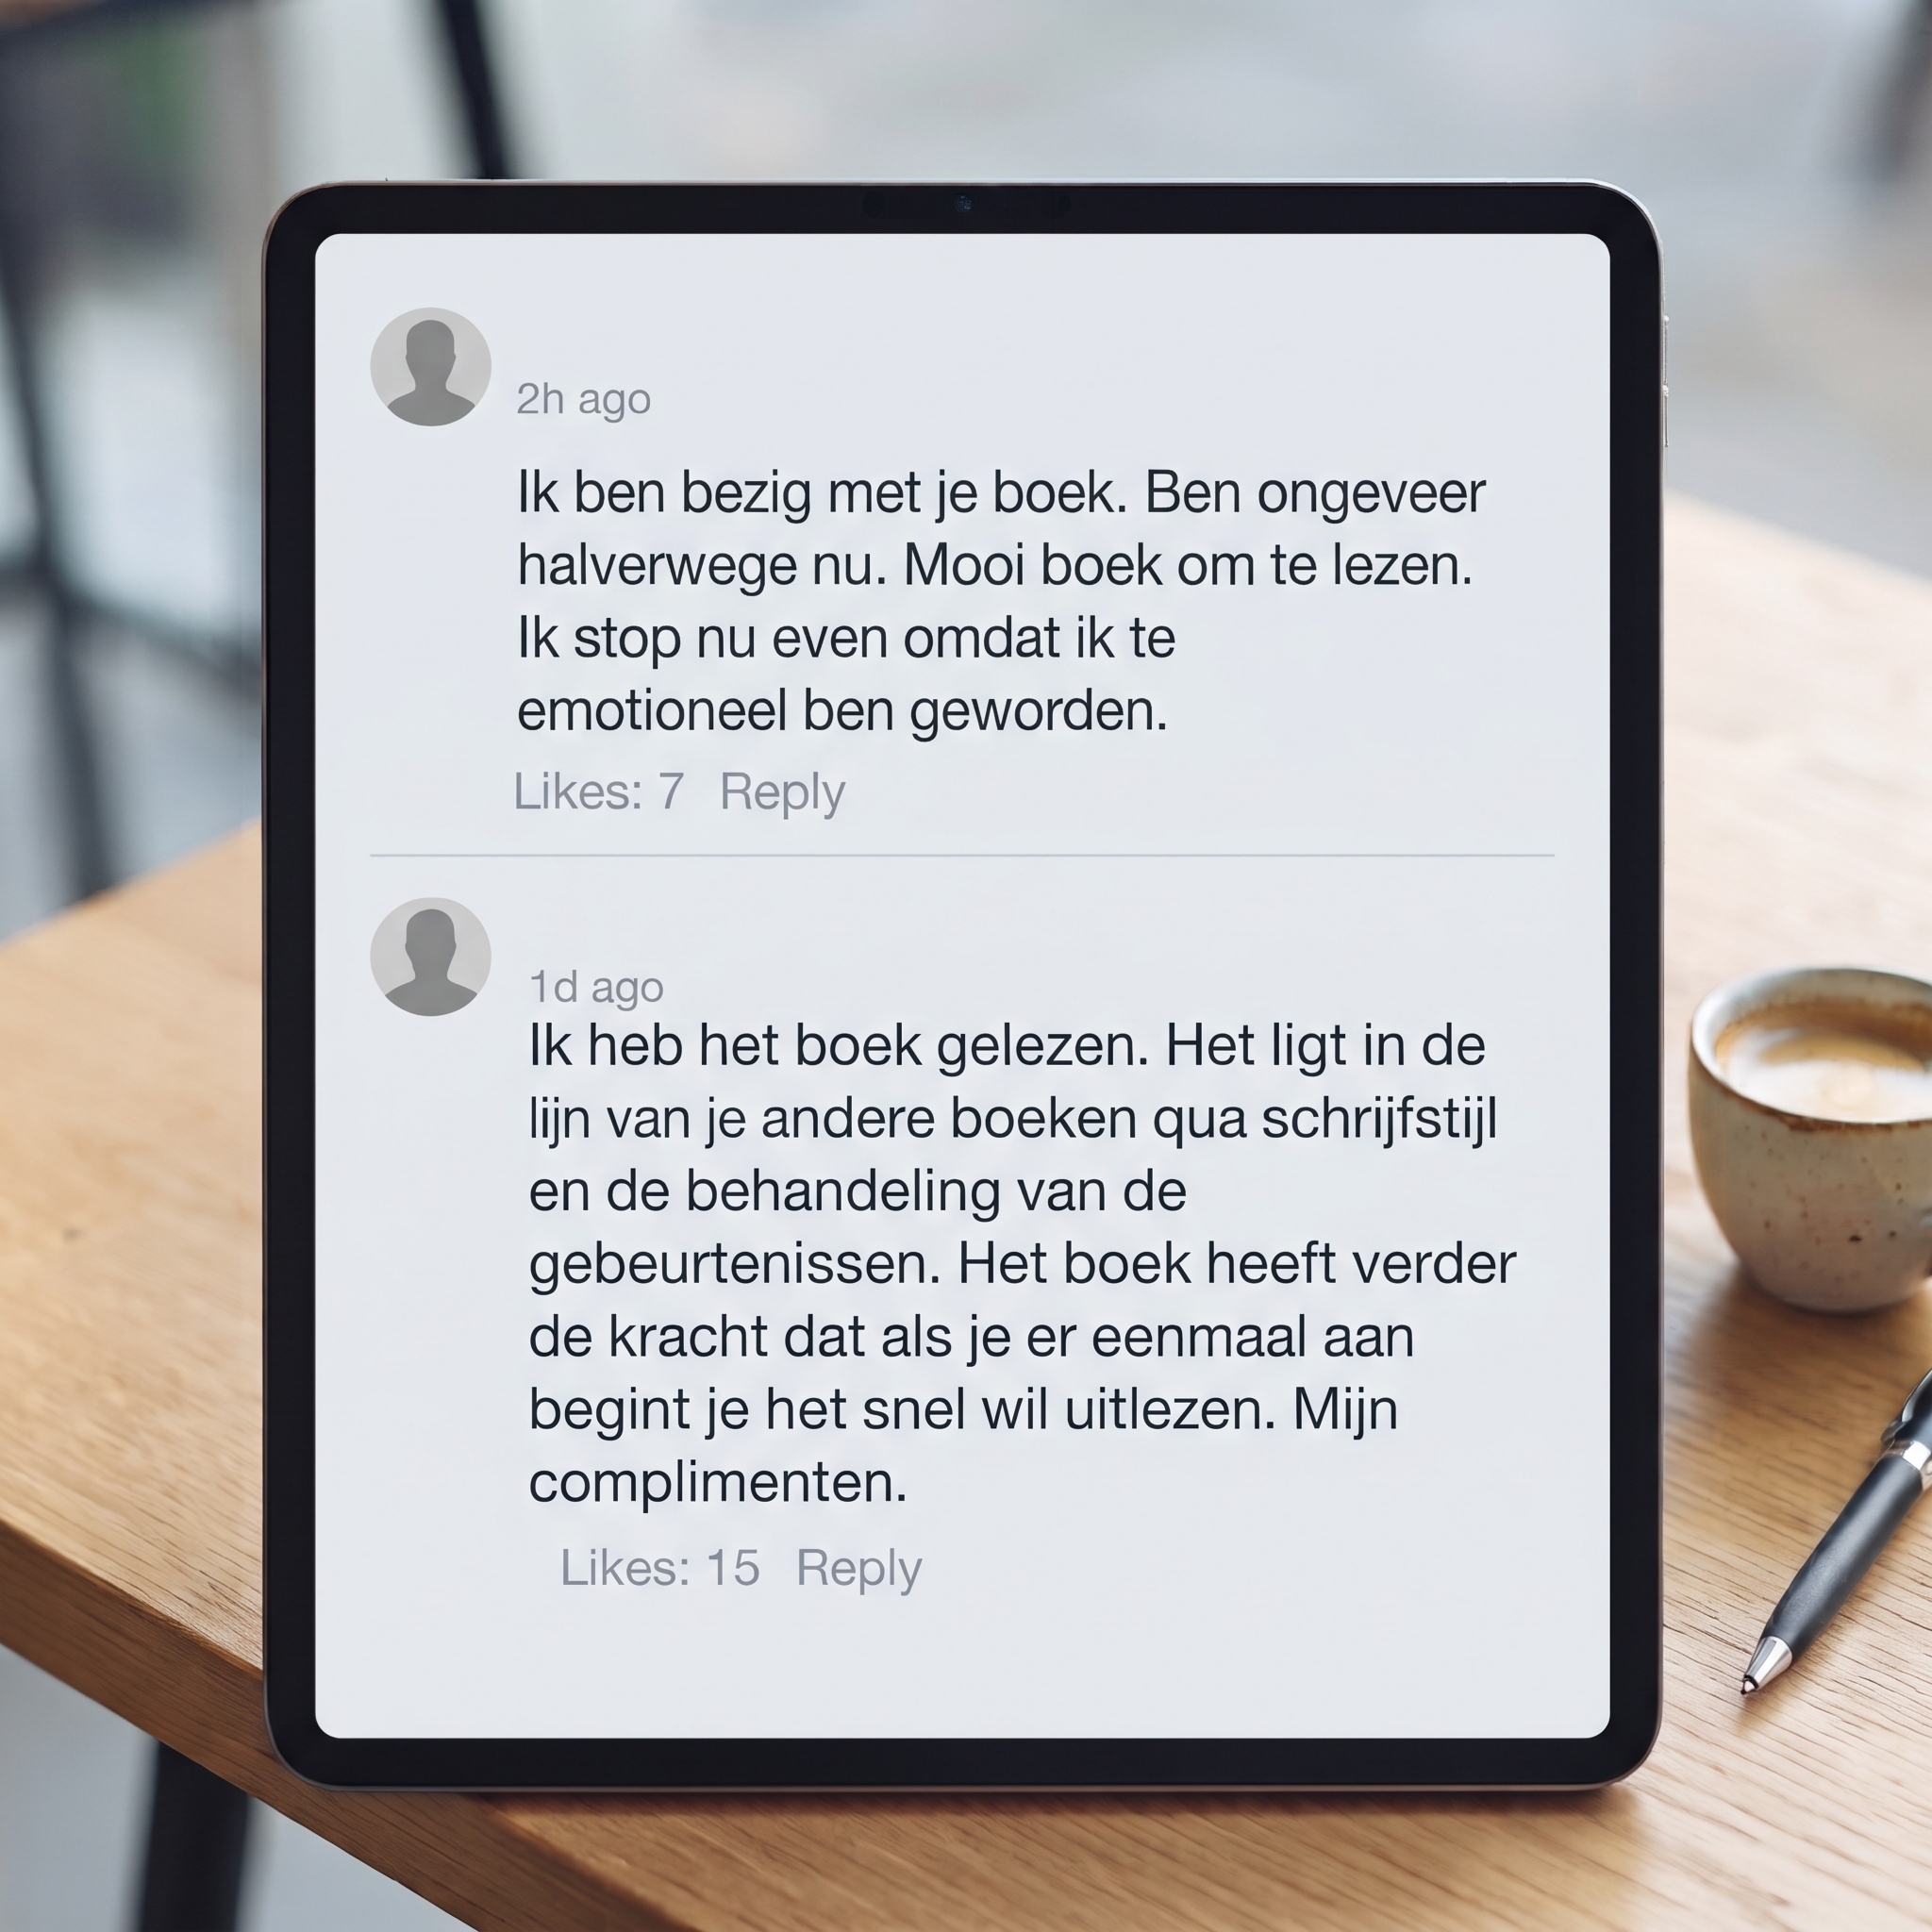 2h ago
Ik ben bezig met je boek. Ben ongeveer
halverwege nu. Mooi boek om te lezen.
Ik stop nu even omdat ik te
emotioneel ben geworden.
Likes: 7 Reply
1d ago
Ik heb het boek gelezen. Het ligt in de
lijn van je andere boeken qua schrijfstijl
en de behandeling van de
gebeurtenissen. Het boek heeft verder
de kracht dat als je er eenmaal aan
begint je het snel wil uitlezen. Mijn
complimenten.
Likes: 15 Reply